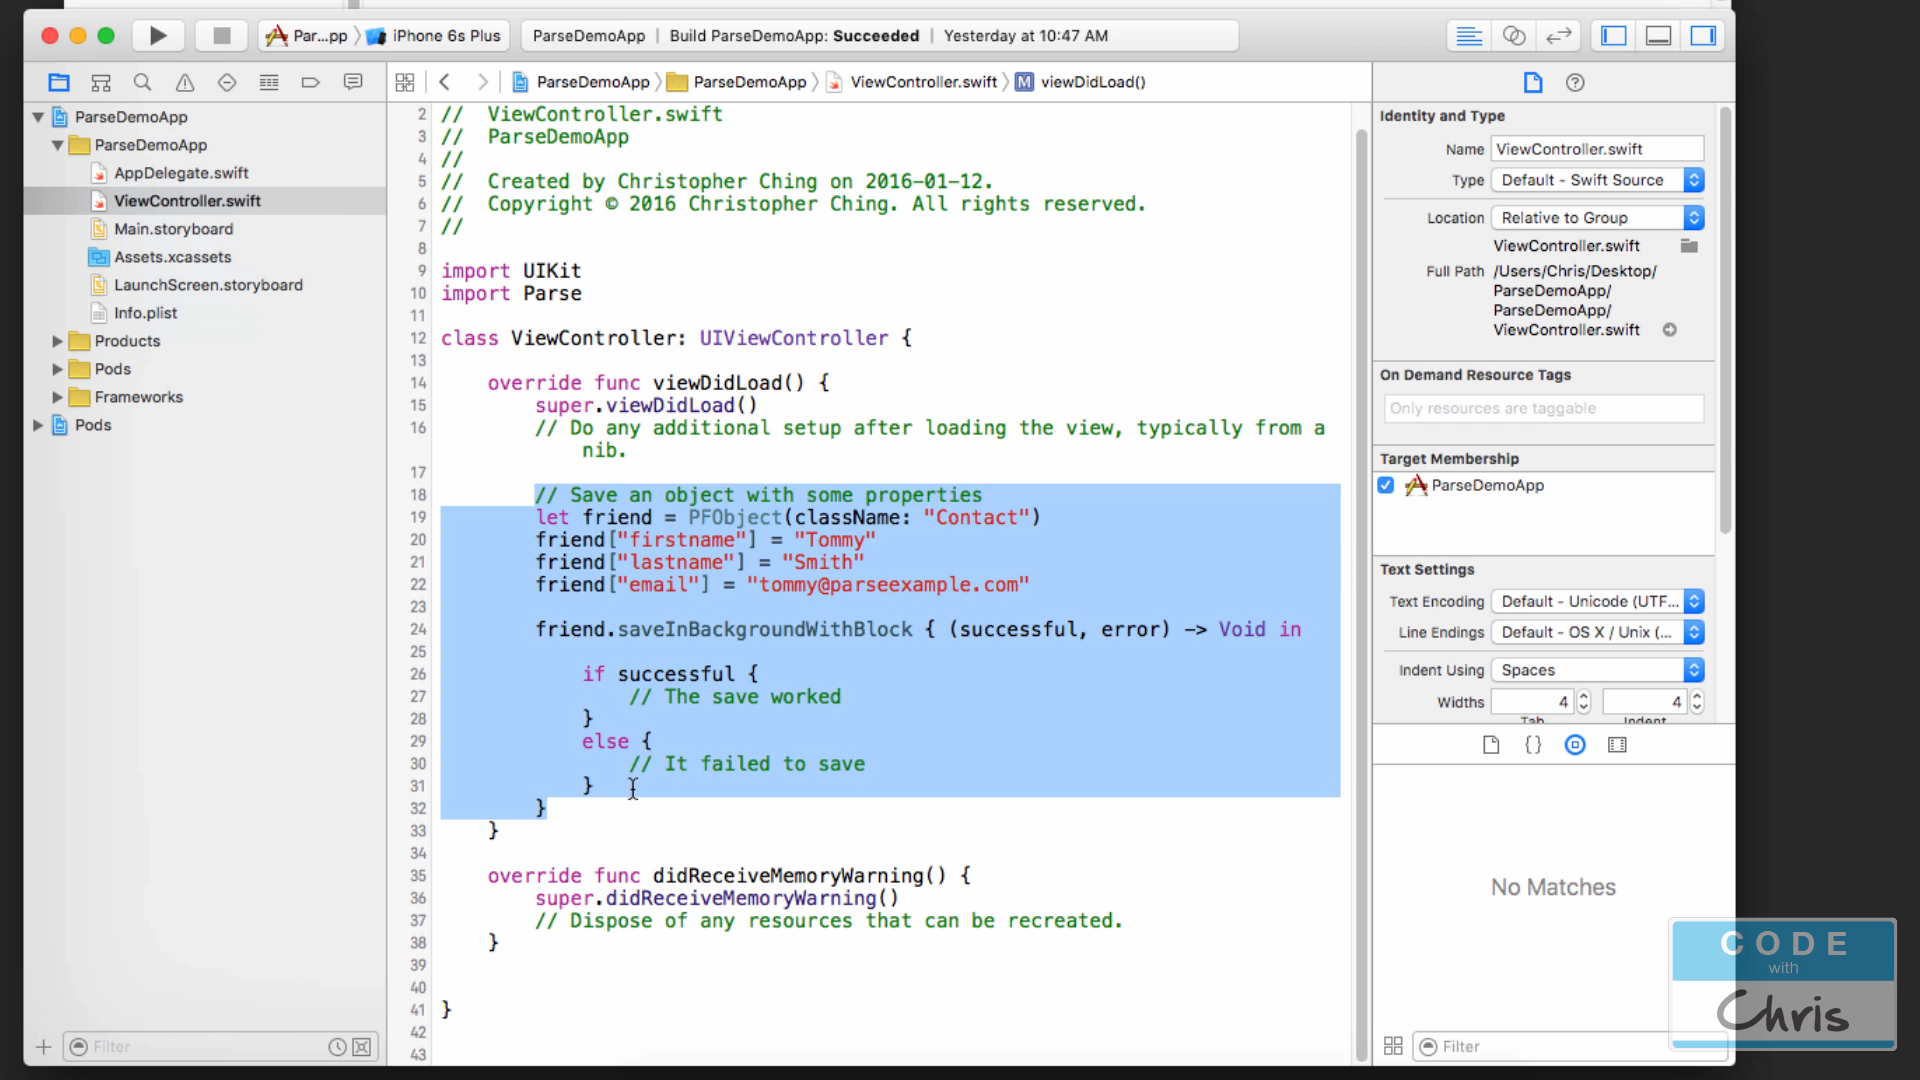 Par...pp
iPhone 6s Plus
ParseDemoApp | Build ParseDemoApp: Succeeded | Yesterday at 10:47 AM
ParseDemoApp
ParseDemoApp
ViewController.swift
M
viewDidLoad()
ParseDemoApp
ParseDemoApp
AppDelegate.swift
ViewController.swift
Main.storyboard
Assets.xcassets
LaunchScreen.storyboard
Info.plist
Products
Pods
Frameworks
Pods
Filter
2 //  ViewController.swift
3 //  ParseDemoApp
4 //
5 //  Created by Christopher Ching on 2016-01-12.
6 //  Copyright © 2016 Christopher Ching. All rights reserved.
7 //
8
9 import UIKit
10 import Parse
11
12 class ViewController: UIViewController {
13
14     override func viewDidLoad() {
15         super.viewDidLoad()
16         // Do any additional setup after loading the view, typically from a
nib.
17
18         // Save an object with some properties
19         let friend = PFObject(className: "Contact")
20         friend["firstname"] = "Tommy"
21         friend["lastname"] = "Smith"
22         friend["email"] = "tommy@parseexample.com"
23
24         friend.saveInBackgroundWithBlock { (successful, error) -> Void in
25
26             if successful {
27                 // The save worked
28             }
29             else {
30                 // It failed to save
31             }
32         }
33     }
34
35     override func didReceiveMemoryWarning() {
36         super.didReceiveMemoryWarning()
37         // Dispose of any resources that can be recreated.
38     }
39
40
41 }
42
43
Identity and Type
Name ViewController.swift
Type Default - Swift Source
Location Relative to Group
ViewController.swift
Full Path /Users/Chris/Desktop/
ParseDemoApp/
ParseDemoApp/
ViewController.swift
On Demand Resource Tags
Only resources are taggable
Target Membership
ParseDemoApp
Text Settings
Text Encoding Default - Unicode (UTF...
Line Endings Default - OS X / Unix (...
Indent Using Spaces
Widths 4 4
Tab Indent
{}
No Matches
Filter
CODE
with
Chris